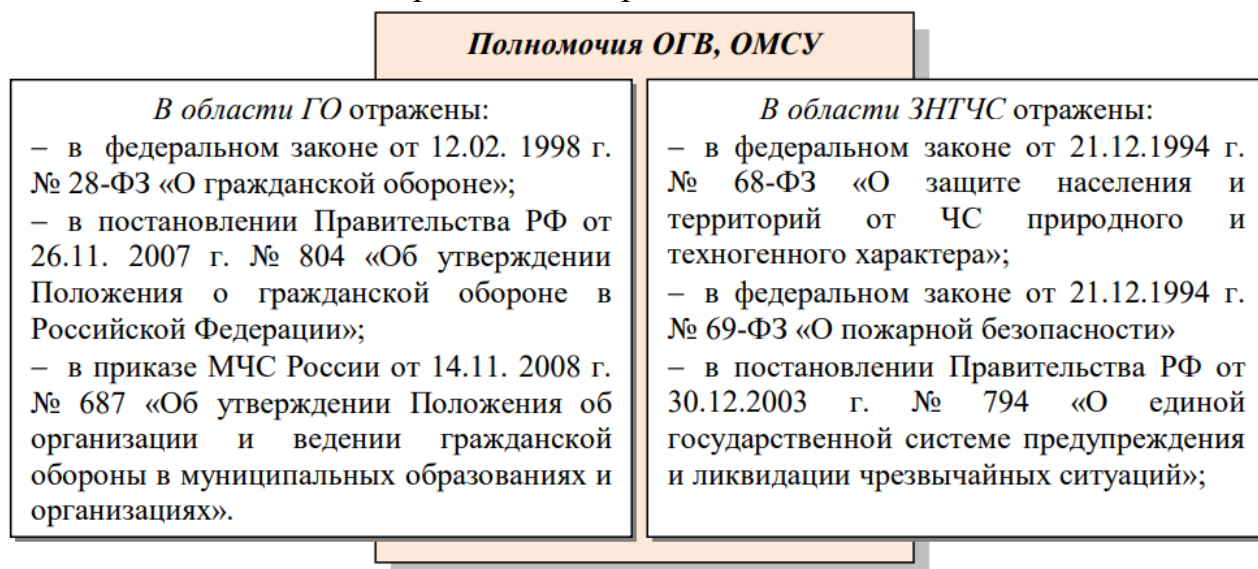 Полномочия ОГВ, ОМСУ
В области ГО отражены:
– в федеральном законе от 12.02. 1998 г.
№ 28-ФЗ «О гражданской обороне»;
– в постановлении Правительства РФ от
26.11. 2007 г. № 804 «Об утверждении
Положения о гражданской обороне в
Российской Федерации»;
– в приказе МЧС России от 14.11. 2008 г.
№ 687 «Об утверждении Положения об
организации и ведении гражданской
обороны в муниципальных образованиях и
организациях».
В области ЗНТЧС отражены:
– в федеральном законе от 21.12.1994 г.
№ 68-ФЗ «О защите населения и
территорий от ЧС природного и
техногенного характера»;
– в федеральном законе от 21.12.1994 г.
№ 69-ФЗ «О пожарной безопасности»
– в постановлении Правительства РФ от
30.12.2003 г. № 794 «О единой
государственной системе предупреждения
и ликвидации чрезвычайных ситуаций»;